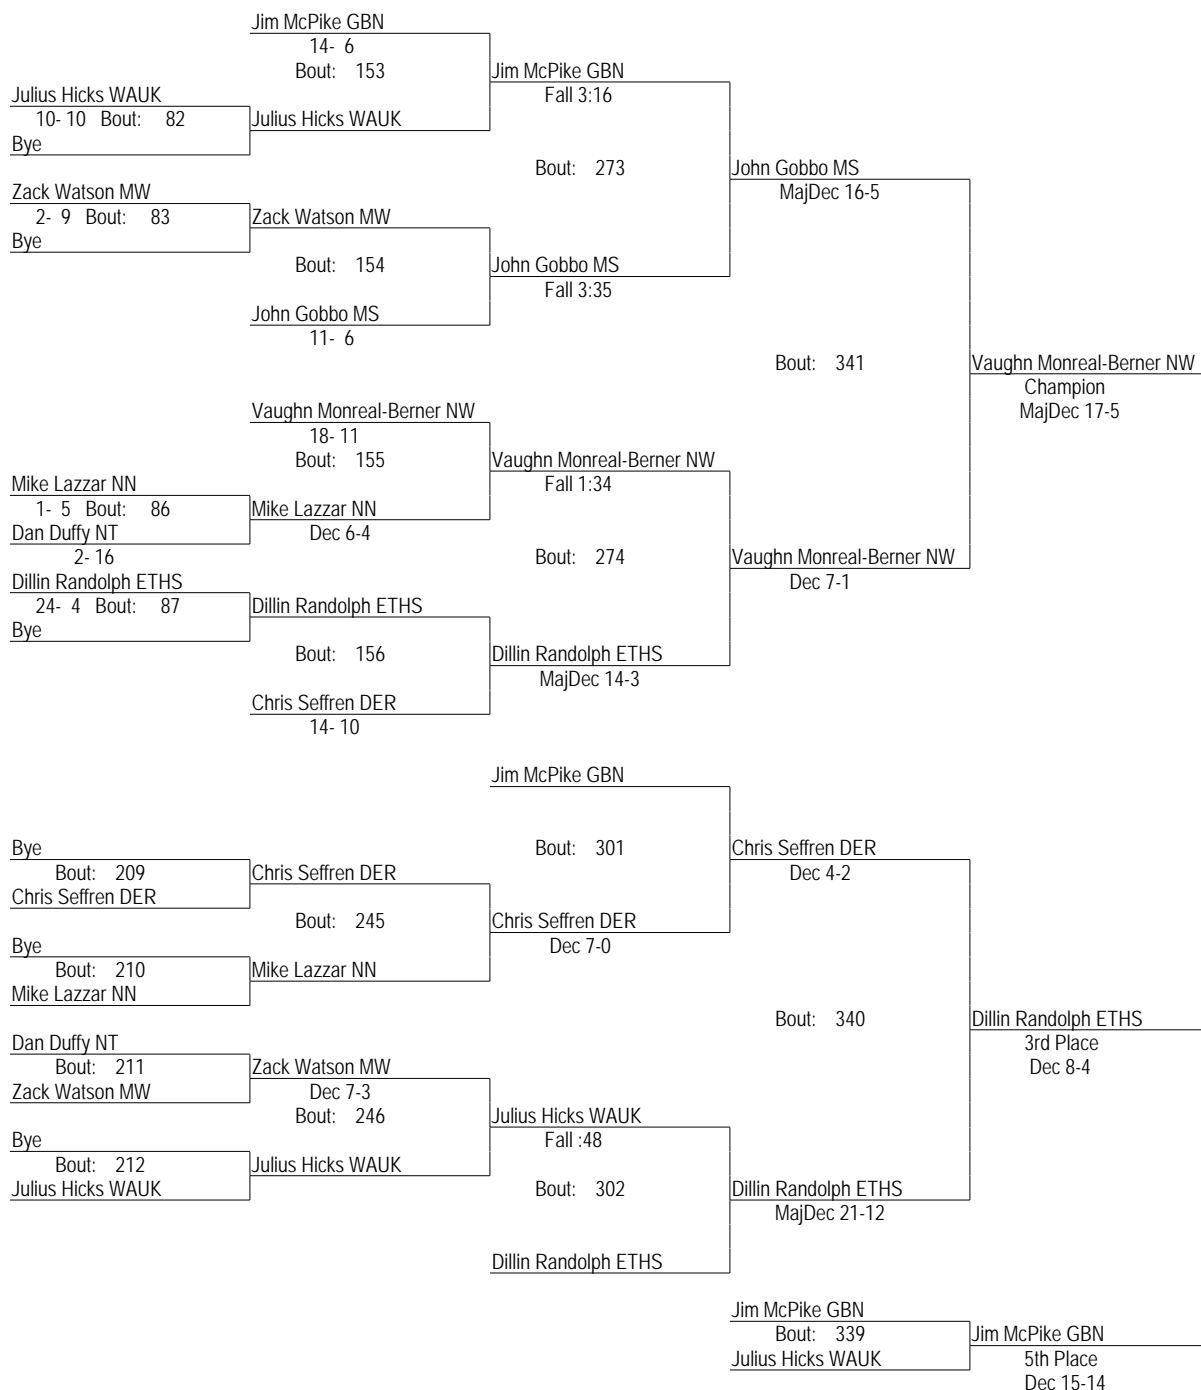 Jim McPike GBN
14- 6
Bout: 153
Jim McPike GBN
Fall 3:16
Julius Hicks WAUK
10- 10 Bout: 82
Julius Hicks WAUK
Bye
Bout: 273
John Gobbo MS
MajDec 16-5
Zack Watson MW
2- 9 Bout: 83
Zack Watson MW
Bye
Bout: 154
John Gobbo MS
Fall 3:35
John Gobbo MS
11- 6
Bout: 341
Vaughn Monreal-Berner NW
Champion
MajDec 17-5
Vaughn Monreal-Berner NW
18- 11
Bout: 155
Vaughn Monreal-Berner NW
Fall 1:34
Mike Lazzar NN
1- 5 Bout: 86
Mike Lazzar NN
Dec 6-4
Dan Duffy NT
2- 16
Bout: 274
Vaughn Monreal-Berner NW
Dec 7-1
Dillin Randolph ETHS
24- 4 Bout: 87
Dillin Randolph ETHS
Bye
Bout: 156
Dillin Randolph ETHS
MajDec 14-3
Chris Seffren DER
14- 10
Jim McPike GBN
Bout: 301
Chris Seffren DER
Dec 4-2
Bye
Bout: 209
Chris Seffren DER
Chris Seffren DER
Bout: 245
Chris Seffren DER
Dec 7-0
Bye
Bout: 210
Mike Lazzar NN
Mike Lazzar NN
Bout: 340
Dillin Randolph ETHS
3rd Place
Dec 8-4
Dan Duffy NT
Bout: 211
Zack Watson MW
Dec 7-3
Zack Watson MW
Bout: 246
Julius Hicks WAUK
Fall :48
Bye
Bout: 212
Julius Hicks WAUK
Julius Hicks WAUK
Bout: 302
Dillin Randolph ETHS
MajDec 21-12
Dillin Randolph ETHS
Jim McPike GBN
Bout: 339
Jim McPike GBN
Julius Hicks WAUK
5th Place
Dec 15-14